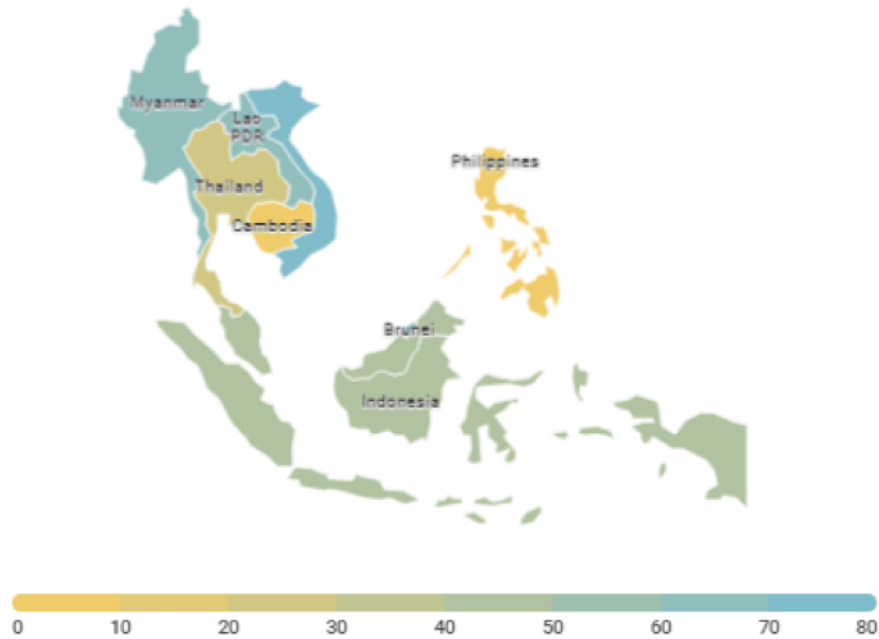 Myanmar
Lao
PDR
Thailand
Cambodia
Philippines
Brunei
Indonesia
0 10 20 30 40 50 60 70 80